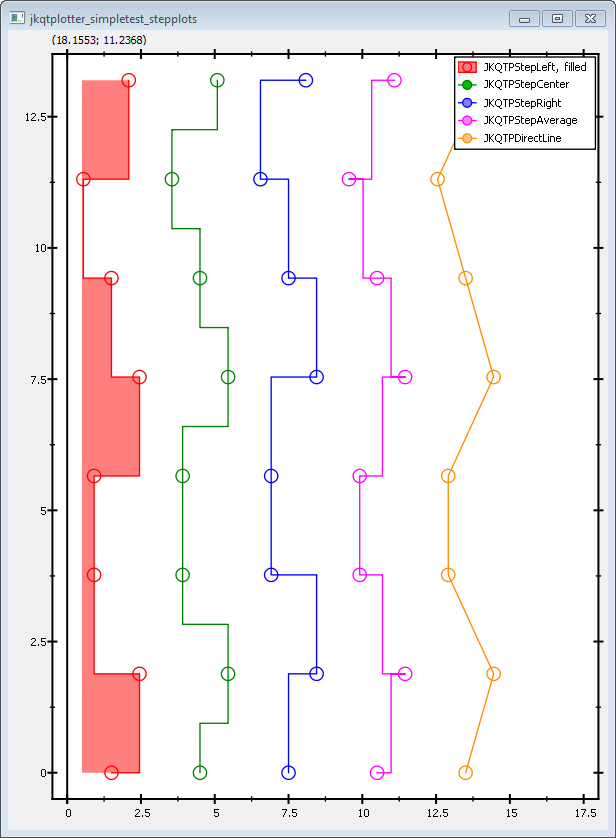 jkqtplotter_simpletest_stepplots
(18.1553; 11.2368)
JKQTPStepLeft, filled
JKQTPStepCenter
JKQTPStepRight
JKQTPStepAverage
JKQTPDirectLine
12.5
10
7.5
5
2.5
0
0 2.5 5 7.5 10 12.5 15 17.5